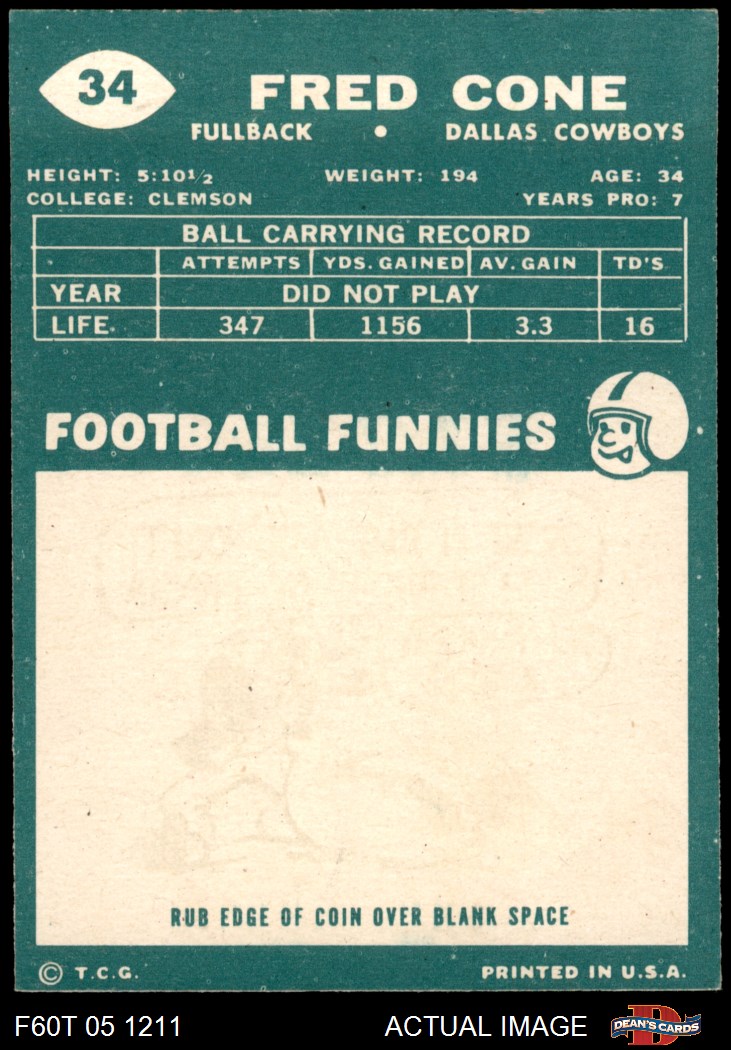 34
FRED CONE
FULLBACK • DALLAS COWBOYS
HEIGHT: 5:10½ WEIGHT: 194 AGE: 34
COLLEGE: CLEMSON YEARS PRO: 7
BALL CARRYING RECORD
ATTEMPTS YDS. GAINED AV. GAIN TD'S
YEAR DID NOT PLAY
LIFE 347 1156 3.3 16
FOOTBALL FUNNIES
RUB EDGE OF COIN OVER BLANK SPACE
© T.C.G. PRINTED IN U.S.A.
F60T 05 1211 ACTUAL IMAGE DEAN'S CARDS